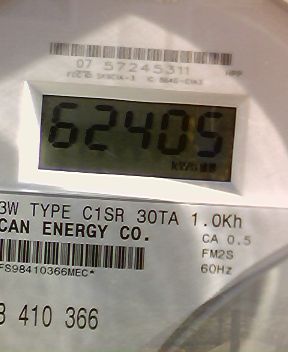 07 57245311
62405
3W TYPE C1SR 30TA 1.0Kh
CAN ENERGY CO.
CA 0.5
FM2S
60Hz
FS98410366MEC*
8 410 366